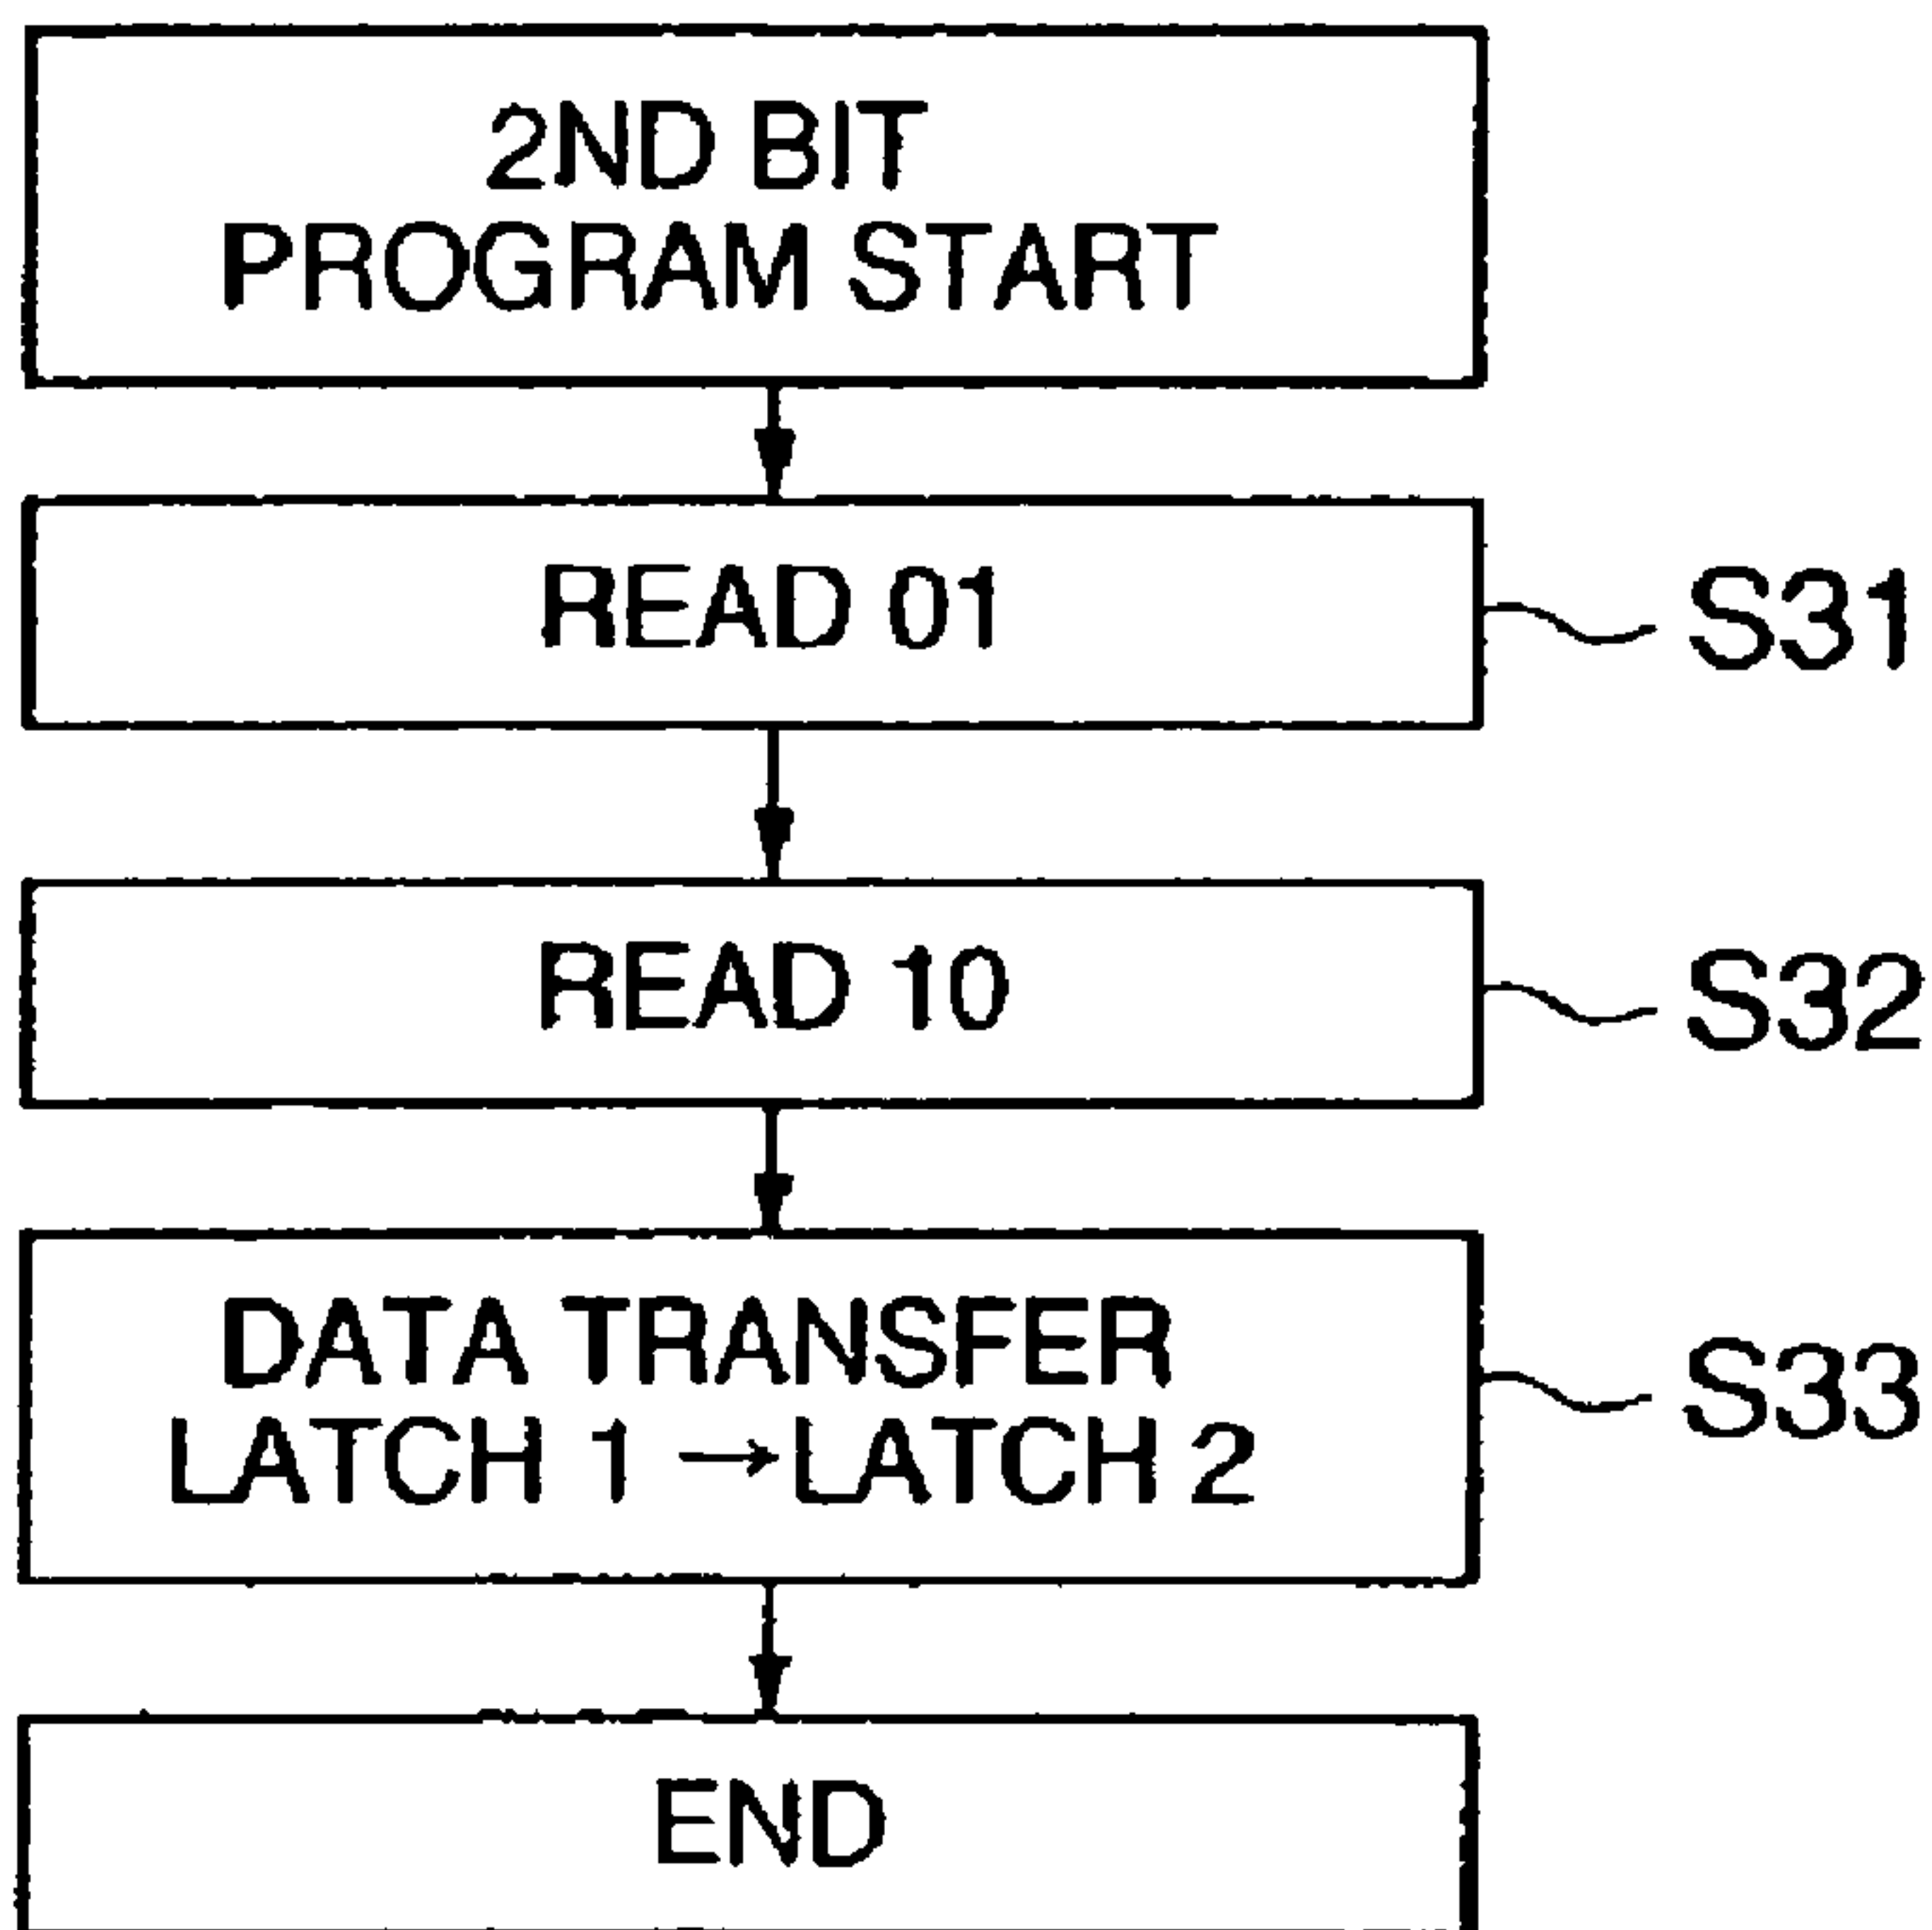 2ND BIT
PROGRAM START
READ 01
S31
READ 10
S32
DATA TRANSFER
LATCH 1 → LATCH 2
S33
END